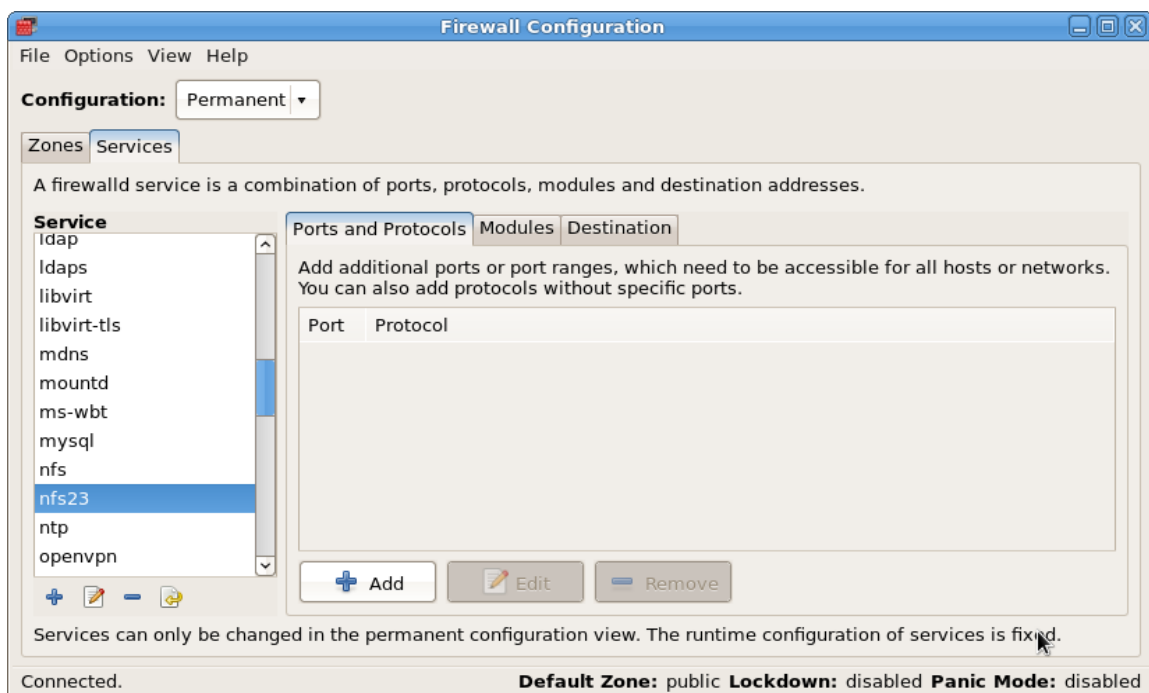 Firewall Configuration
File Options View Help
Configuration: Permanent
Zones Services
A firewalld service is a combination of ports, protocols, modules and destination addresses.
Service
ldap
ldaps
libvirt
libvirt-tls
mdns
mountd
ms-wbt
mysql
nfs
nfs23
ntp
openvpn
Ports and Protocols Modules Destination
Add additional ports or port ranges, which need to be accessible for all hosts or networks.
You can also add protocols without specific ports.
Port Protocol
Add Edit Remove
Services can only be changed in the permanent configuration view. The runtime configuration of services is fixed.
Connected. Default Zone: public Lockdown: disabled Panic Mode: disabled